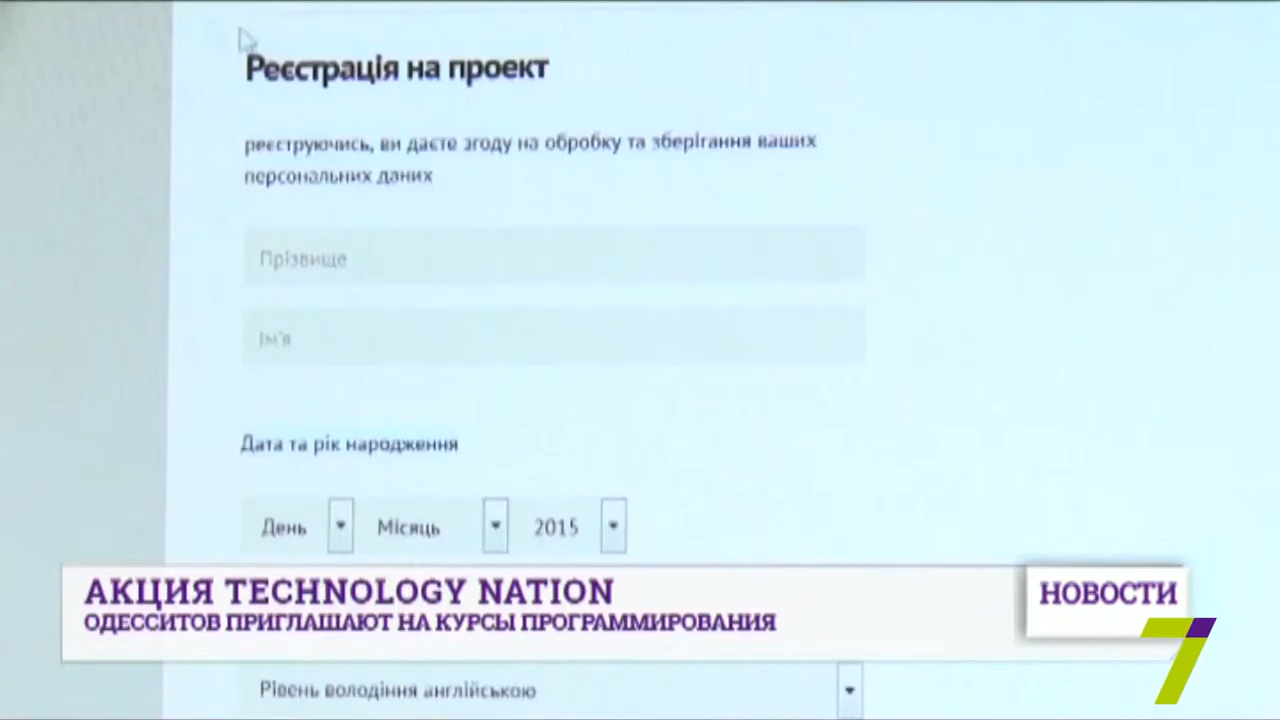 Реєстрація на проект
реєструючись, ви даєте згоду на обробку та зберігання ваших
персональних даних
Прізвище
Ім'я
Дата та рік народження
День Місяць 2015
АКЦИЯ TECHNOLOGY NATION
ОДЕССИТОВ ПРИГЛАШАЮТ НА КУРСЫ ПРОГРАММИРОВАНИЯ
НОВОСТИ
7
Рівень володіння англійською